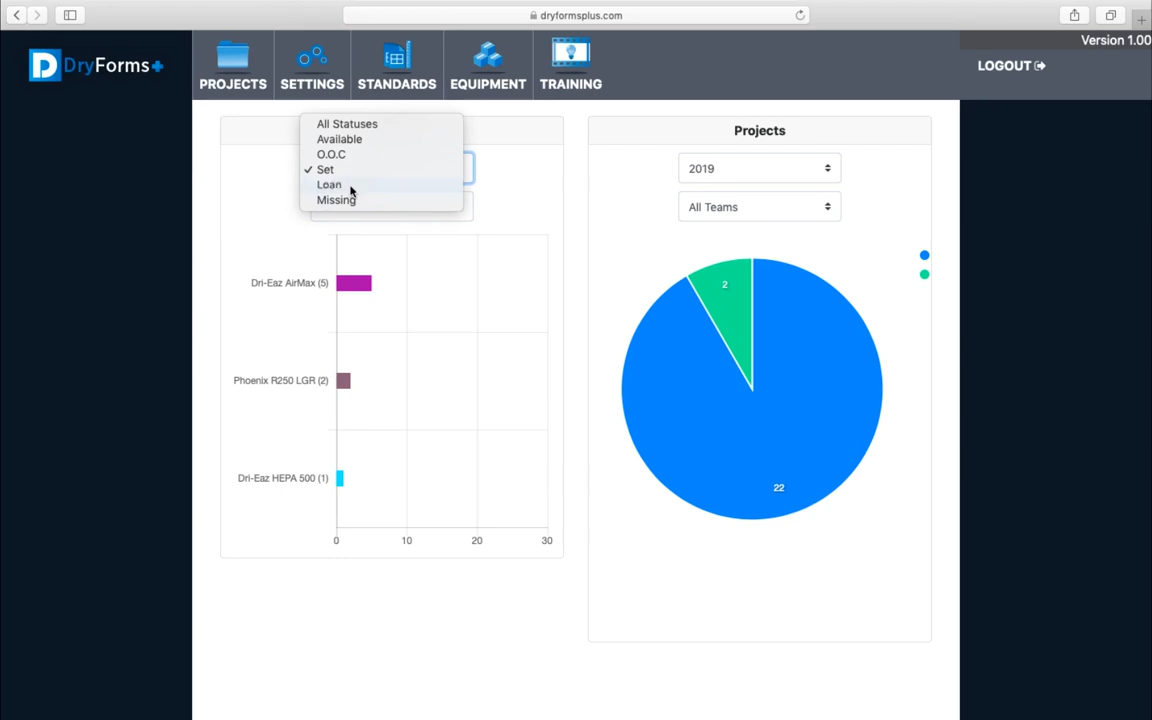 dryformsplus.com
Version 1.00
DryForms+
PROJECTS
SETTINGS
STANDARDS
EQUIPMENT
TRAINING
LOGOUT
All Statuses
Available
O.O.C
✓ Set
Loan
Missing
Dri-Eaz AirMax (5)
Phoenix R250 LGR (2)
Dri-Eaz HEPA 500 (1)
0 10 20 30
Projects
2019
All Teams
2
22